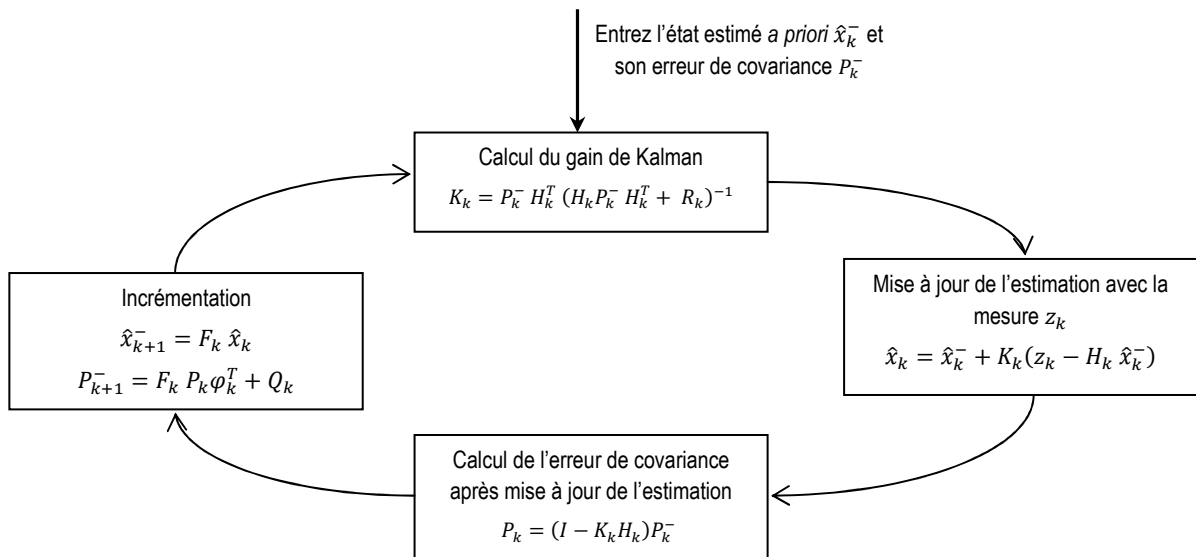 Entrez l’état estimé a priori x̂ₖ⁻ et
son erreur de covariance Pₖ⁻
Calcul du gain de Kalman
Kₖ = Pₖ⁻ Hₖᵀ (HₖPₖ⁻ Hₖᵀ + Rₖ)⁻¹
Mise à jour de l’estimation avec la
mesure zₖ
x̂ₖ = x̂ₖ⁻ + Kₖ(zₖ − Hₖ x̂ₖ⁻)
Calcul de l’erreur de covariance
après mise à jour de l’estimation
Pₖ = (I − KₖHₖ)Pₖ⁻
Incrémentation
x̂ₖ₊₁⁻ = Fₖ x̂ₖ
Pₖ₊₁⁻ = Fₖ Pₖφₖᵀ + Qₖ